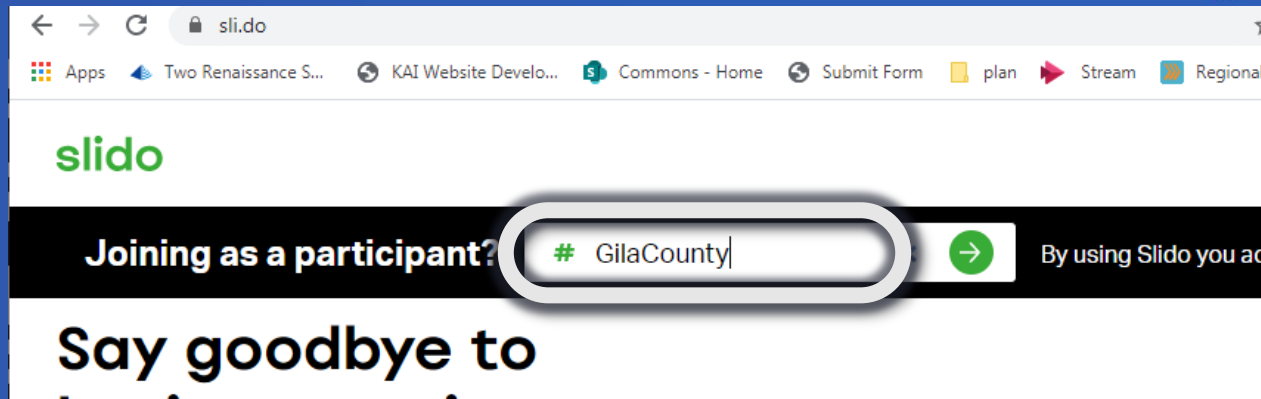 sli.do
Apps Two Renaissance S... KAI Website Develo... Commons - Home Submit Form plan Stream Regional
slido
Joining as a participant? # GilaCounty By using Slido you ac
Say goodbye to